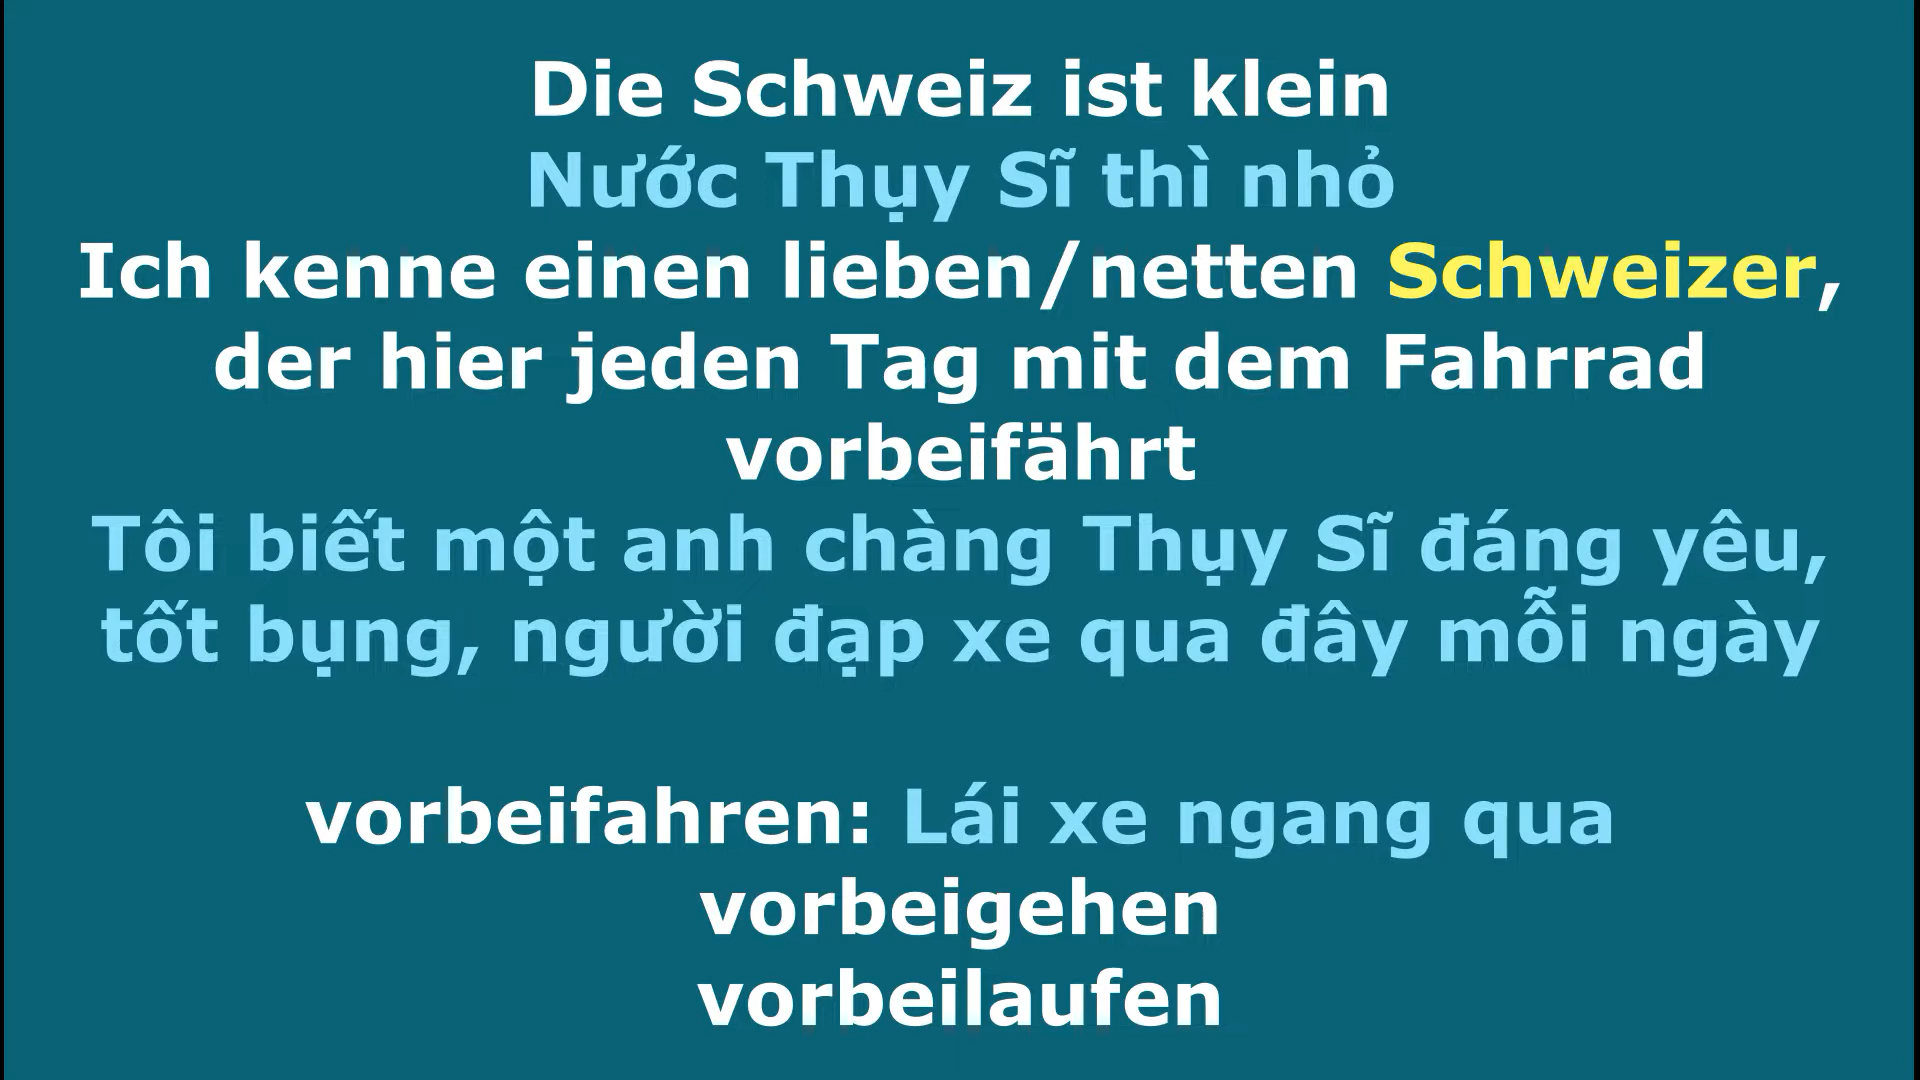 Die Schweiz ist klein
Nước Thụy Sĩ thì nhỏ
Ich kenne einen lieben/netten Schweizer,
der hier jeden Tag mit dem Fahrrad
vorbeifährt
Tôi biết một anh chàng Thụy Sĩ đáng yêu,
tốt bụng, người đạp xe qua đây mỗi ngày
vorbeifahren: Lái xe ngang qua
vorbeigehen
vorbeilaufen